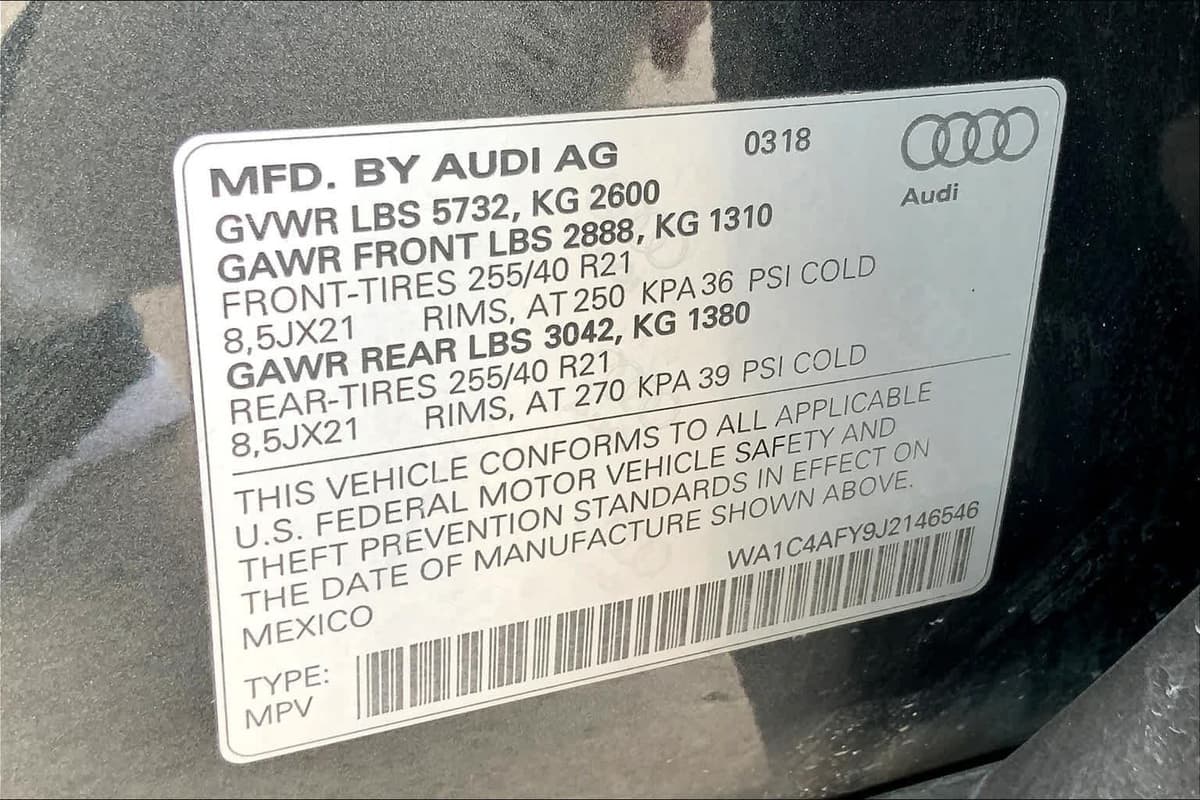 MFD. BY AUDI AG 0318
Audi
GVWR LBS 5732, KG 2600
GAWR FRONT LBS 2888, KG 1310
FRONT-TIRES 255/40 R21
8,5JX21 RIMS, AT 250 KPA 36 PSI COLD
GAWR REAR LBS 3042, KG 1380
REAR-TIRES 255/40 R21
8,5JX21 RIMS, AT 270 KPA 39 PSI COLD
THIS VEHICLE CONFORMS TO ALL APPLICABLE
U.S. FEDERAL MOTOR VEHICLE SAFETY AND
THEFT PREVENTION STANDARDS IN EFFECT ON
THE DATE OF MANUFACTURE SHOWN ABOVE.
MEXICO
WA1C4AFY9J2146546
TYPE:
MPV